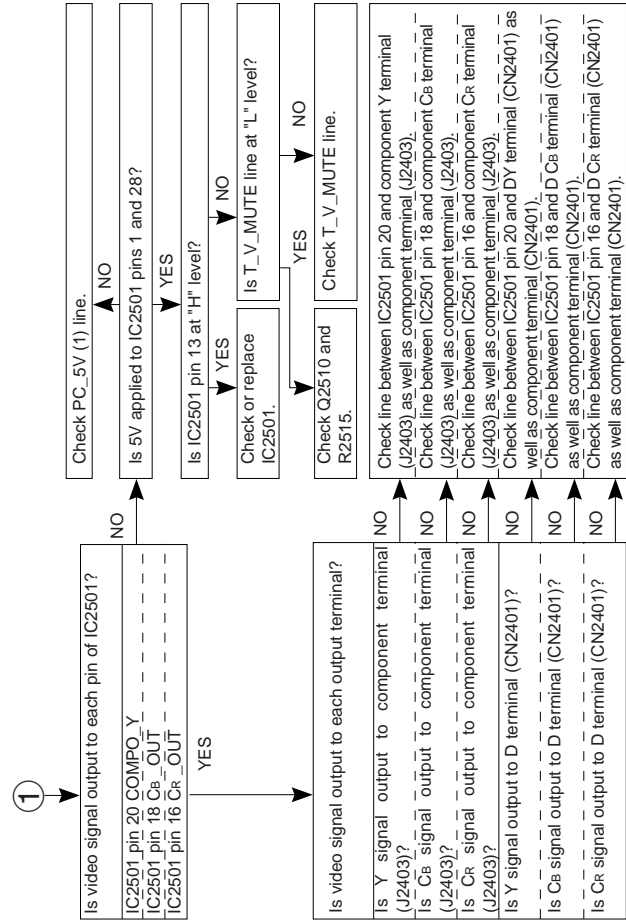 1
Is video signal output to each pin of IC2501?
IC2501 pin 20 COMPO_Y
IC2501 pin 18 CB_OUT
IC2501 pin 16 CR_OUT
NO
YES
Check PC_5V (1) line.
NO
Is 5V applied to IC2501 pins 1 and 28?
YES
Is IC2501 pin 13 at "H" level?
YES
NO
Check or replace
IC2501.
Is T_V_MUTE line at "L" level?
YES
NO
Check Q2510 and
R2515.
Check T_V_MUTE line.
Is video signal output to each output terminal?
Is Y signal output to component terminal
(J2403)?
NO
Check line between IC2501 pin 20 and component Y terminal
(J2403) as well as component terminal (J2403).
Is CB signal output to component terminal
(J2403)?
NO
Check line between IC2501 pin 18 and component CB terminal
(J2403) as well as component terminal (J2403).
Is CR signal output to component terminal
(J2403)?
NO
Check line between IC2501 pin 16 and component CR terminal
(J2403) as well as component terminal (J2403).
Is Y signal output to D terminal (CN2401)?
NO
Check line between IC2501 pin 20 and DY terminal (CN2401) as
well as component terminal (CN2401).
Is CB signal output to D terminal (CN2401)?
NO
Check line between IC2501 pin 18 and D CB terminal (CN2401)
as well as component terminal (CN2401).
Is CR signal output to D terminal (CN2401)?
NO
Check line between IC2501 pin 16 and D CR terminal (CN2401)
as well as component terminal (CN2401).